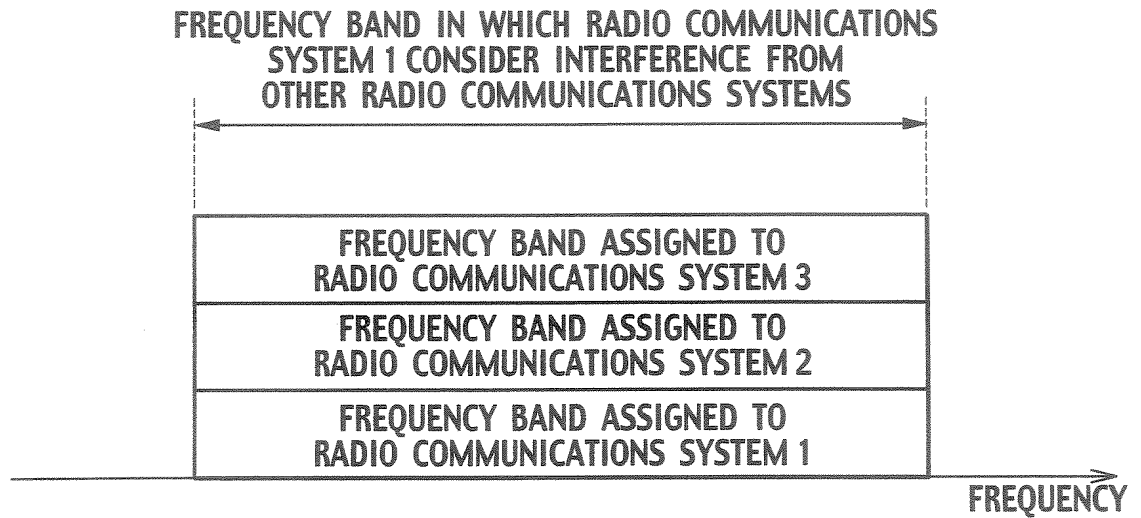 FREQUENCY BAND IN WHICH RADIO COMMUNICATIONS
SYSTEM 1 CONSIDER INTERFERENCE FROM
OTHER RADIO COMMUNICATIONS SYSTEMS
FREQUENCY BAND ASSIGNED TO
RADIO COMMUNICATIONS SYSTEM 3
FREQUENCY BAND ASSIGNED TO
RADIO COMMUNICATIONS SYSTEM 2
FREQUENCY BAND ASSIGNED TO
RADIO COMMUNICATIONS SYSTEM 1
FREQUENCY